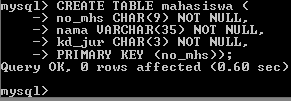 mysql> CREATE TABLE mahasiswa (
-> no_mhs CHAR(9) NOT NULL,
-> nama VARCHAR(35) NOT NULL,
-> kd_jur CHAR(3) NOT NULL,
-> PRIMARY KEY (no_mhs));
Query OK, 0 rows affected (0.60 sec)
mysql>